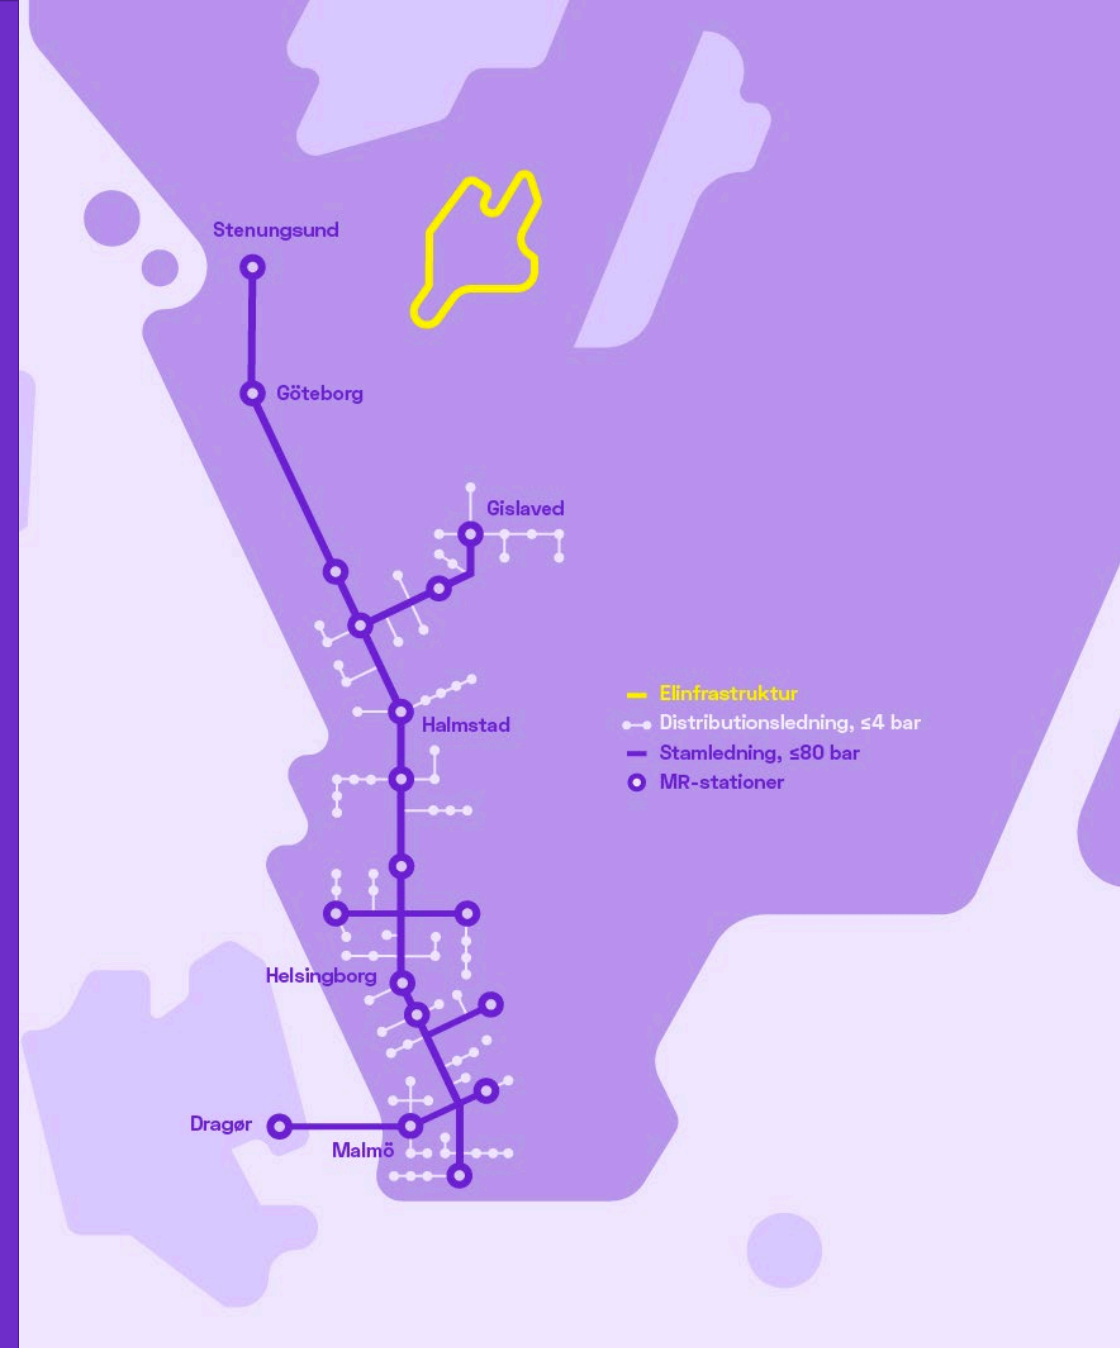 Stenungsund
Göteborg
Gislaved
Elinfrastruktur
Distributionsledning, ≤4 bar
Halmstad
Stamledning, ≤80 bar
MR-stationer
Helsingborg
Dragør
Malmö